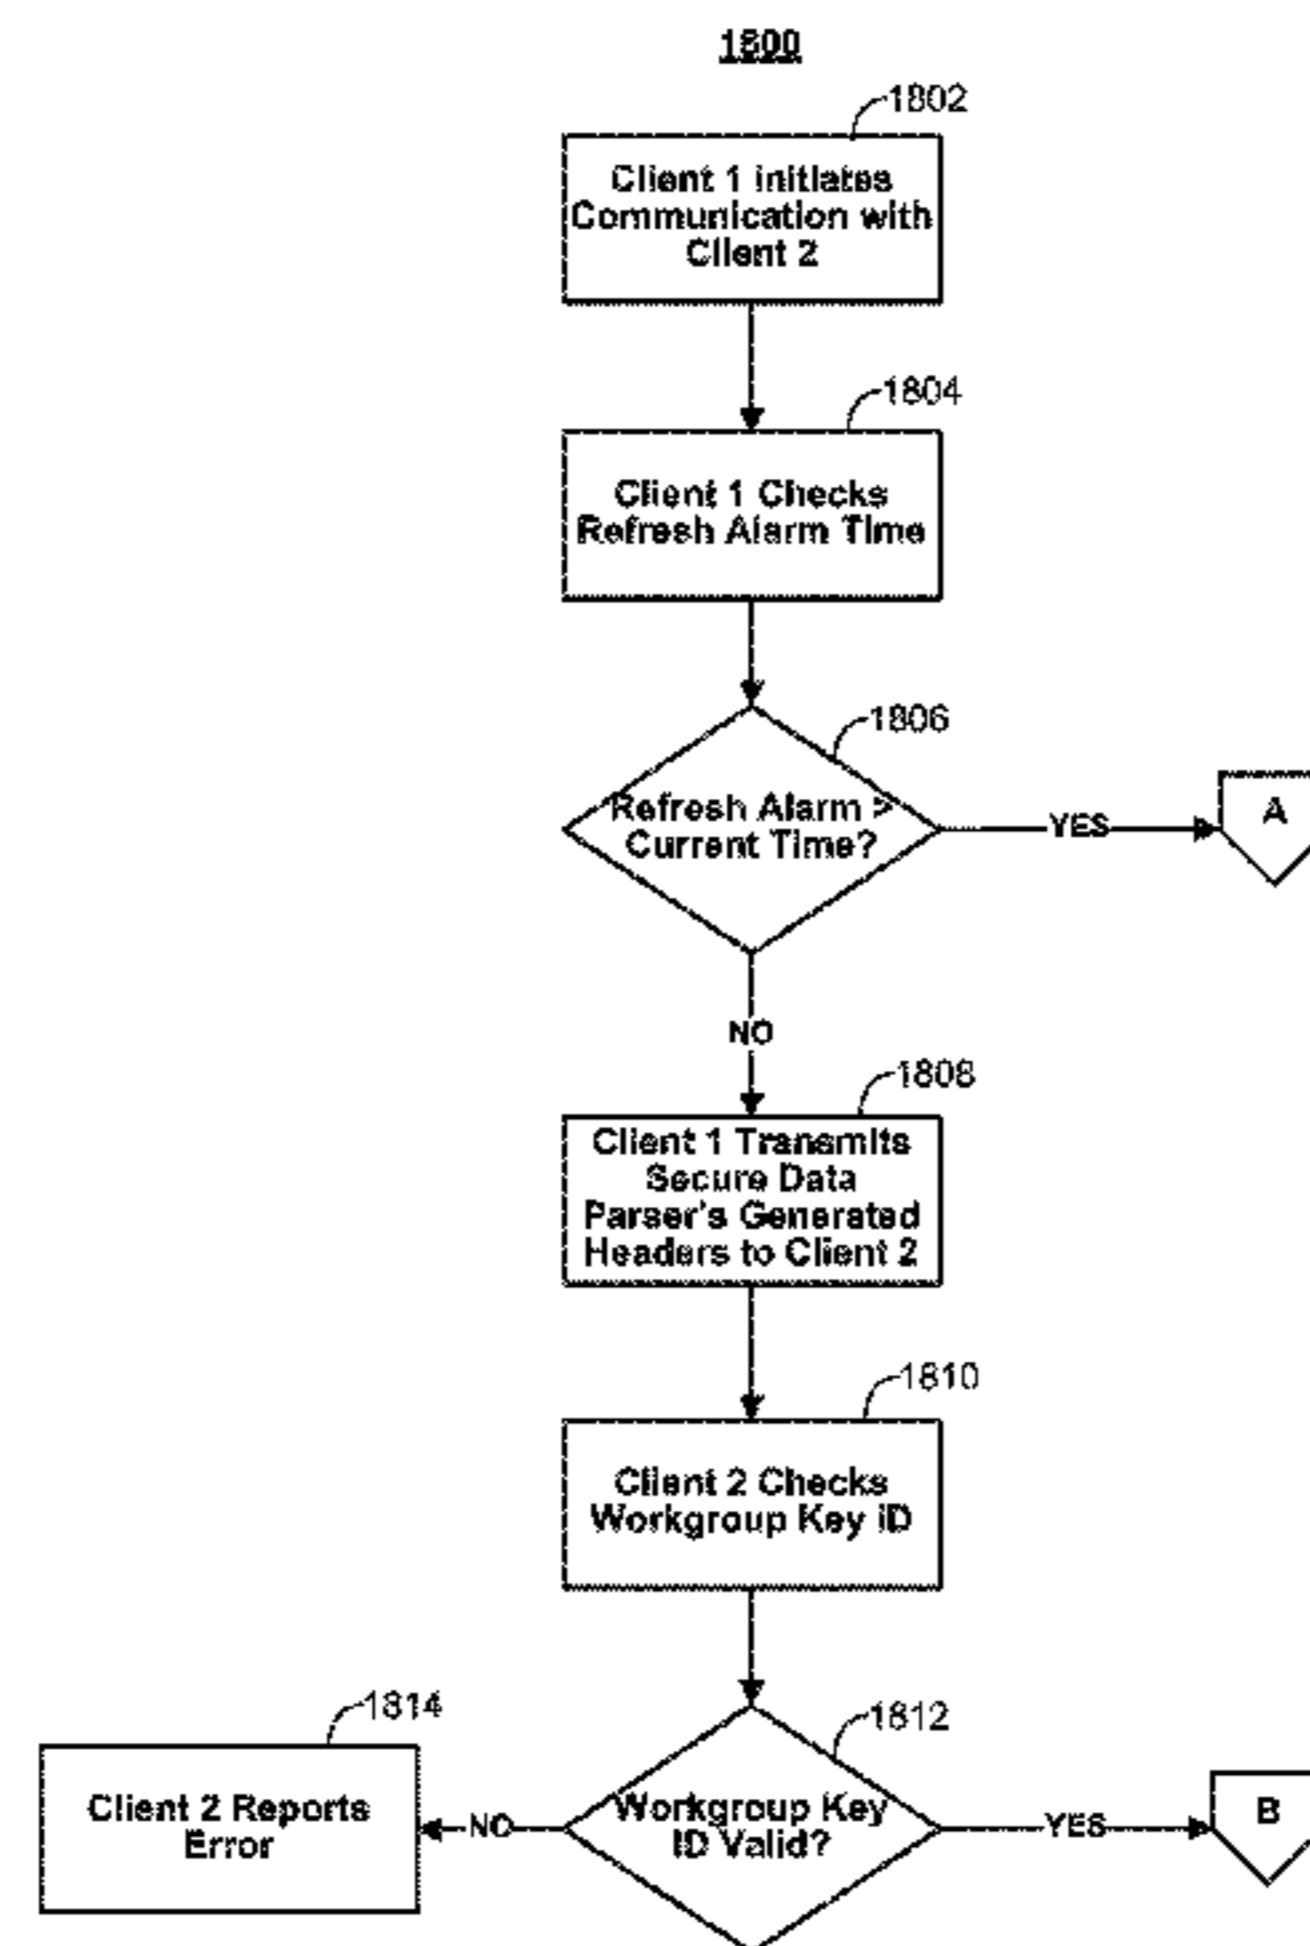 1800
1802
Client 1 Initiates
Communication with
Client 2
1804
Client 1 Checks
Refresh Alarm Time
1806
Refresh Alarm >
Current Time?
YES
A
NO
1808
Client 1 Transmits
Secure Data
Parser's Generated
Headers to Client 2
1810
Client 2 Checks
Workgroup Key ID
1814
1812
Client 2 Reports
Error
NO
Workgroup Key
ID Valid?
YES
B